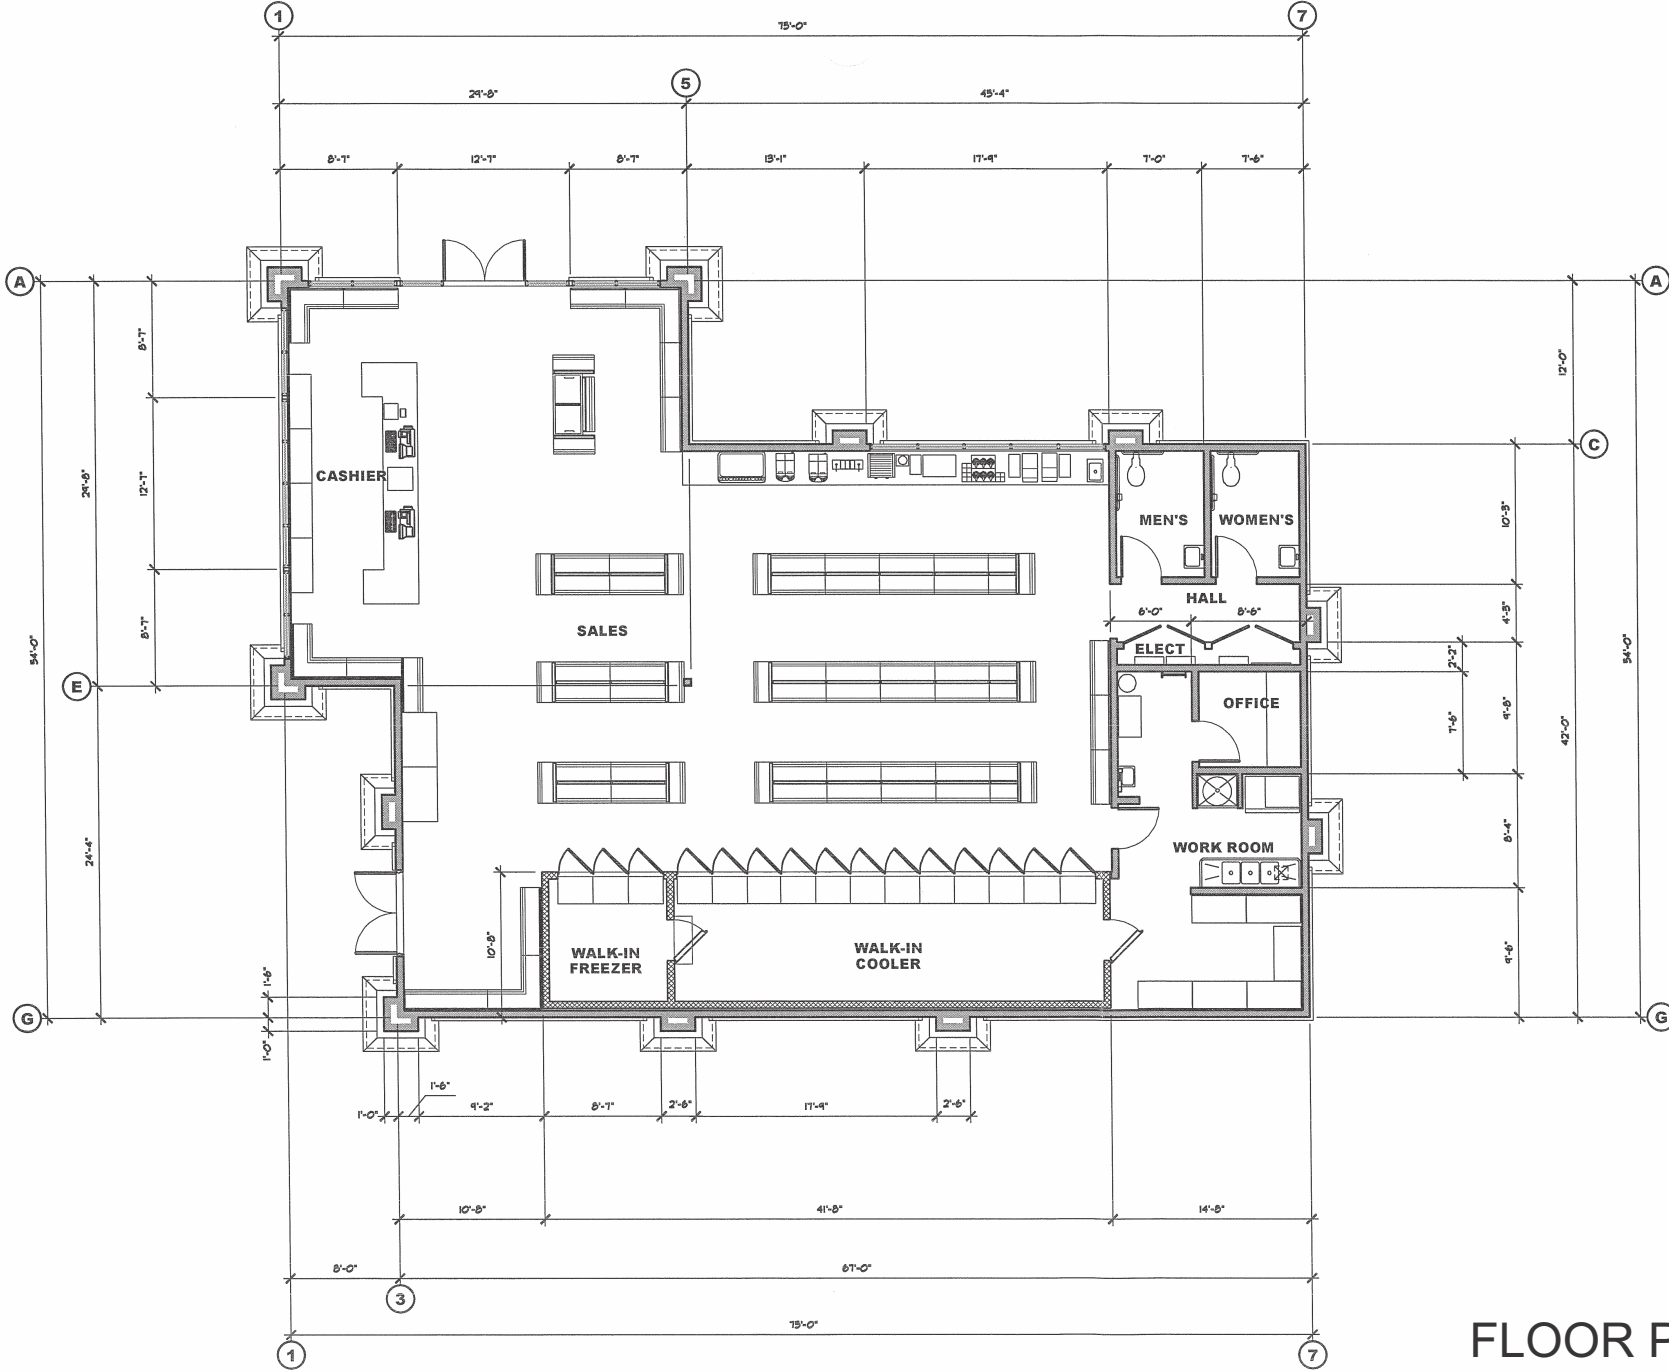 1
7
75'-0"
5
29'-8"
45'-4"
8'-7"
12'-7"
8'-7"
13'-1"
17'-9"
7'-0"
7'-6"
A
A
8'-7"
12'-0"
C
29'-8"
12'-7"
CASHIER
MEN'S
WOMEN'S
10'-3"
HALL
6'-0"
8'-6"
4'-3"
8'-7"
SALES
ELECT
2'-2"
54'-0"
54'-0"
E
OFFICE
7'-6"
9'-8"
42'-0"
24'-4"
WORK ROOM
8'-4"
10'-8"
WALK-IN
FREEZER
WALK-IN
COOLER
9'-6"
1'-6"
G
G
1'-0"
1'-6"
1'-0"
9'-2"
8'-7"
2'-6"
17'-9"
2'-6"
10'-8"
41'-8"
14'-8"
8'-0"
67'-0"
3
75'-0"
1
7
FLOOR P